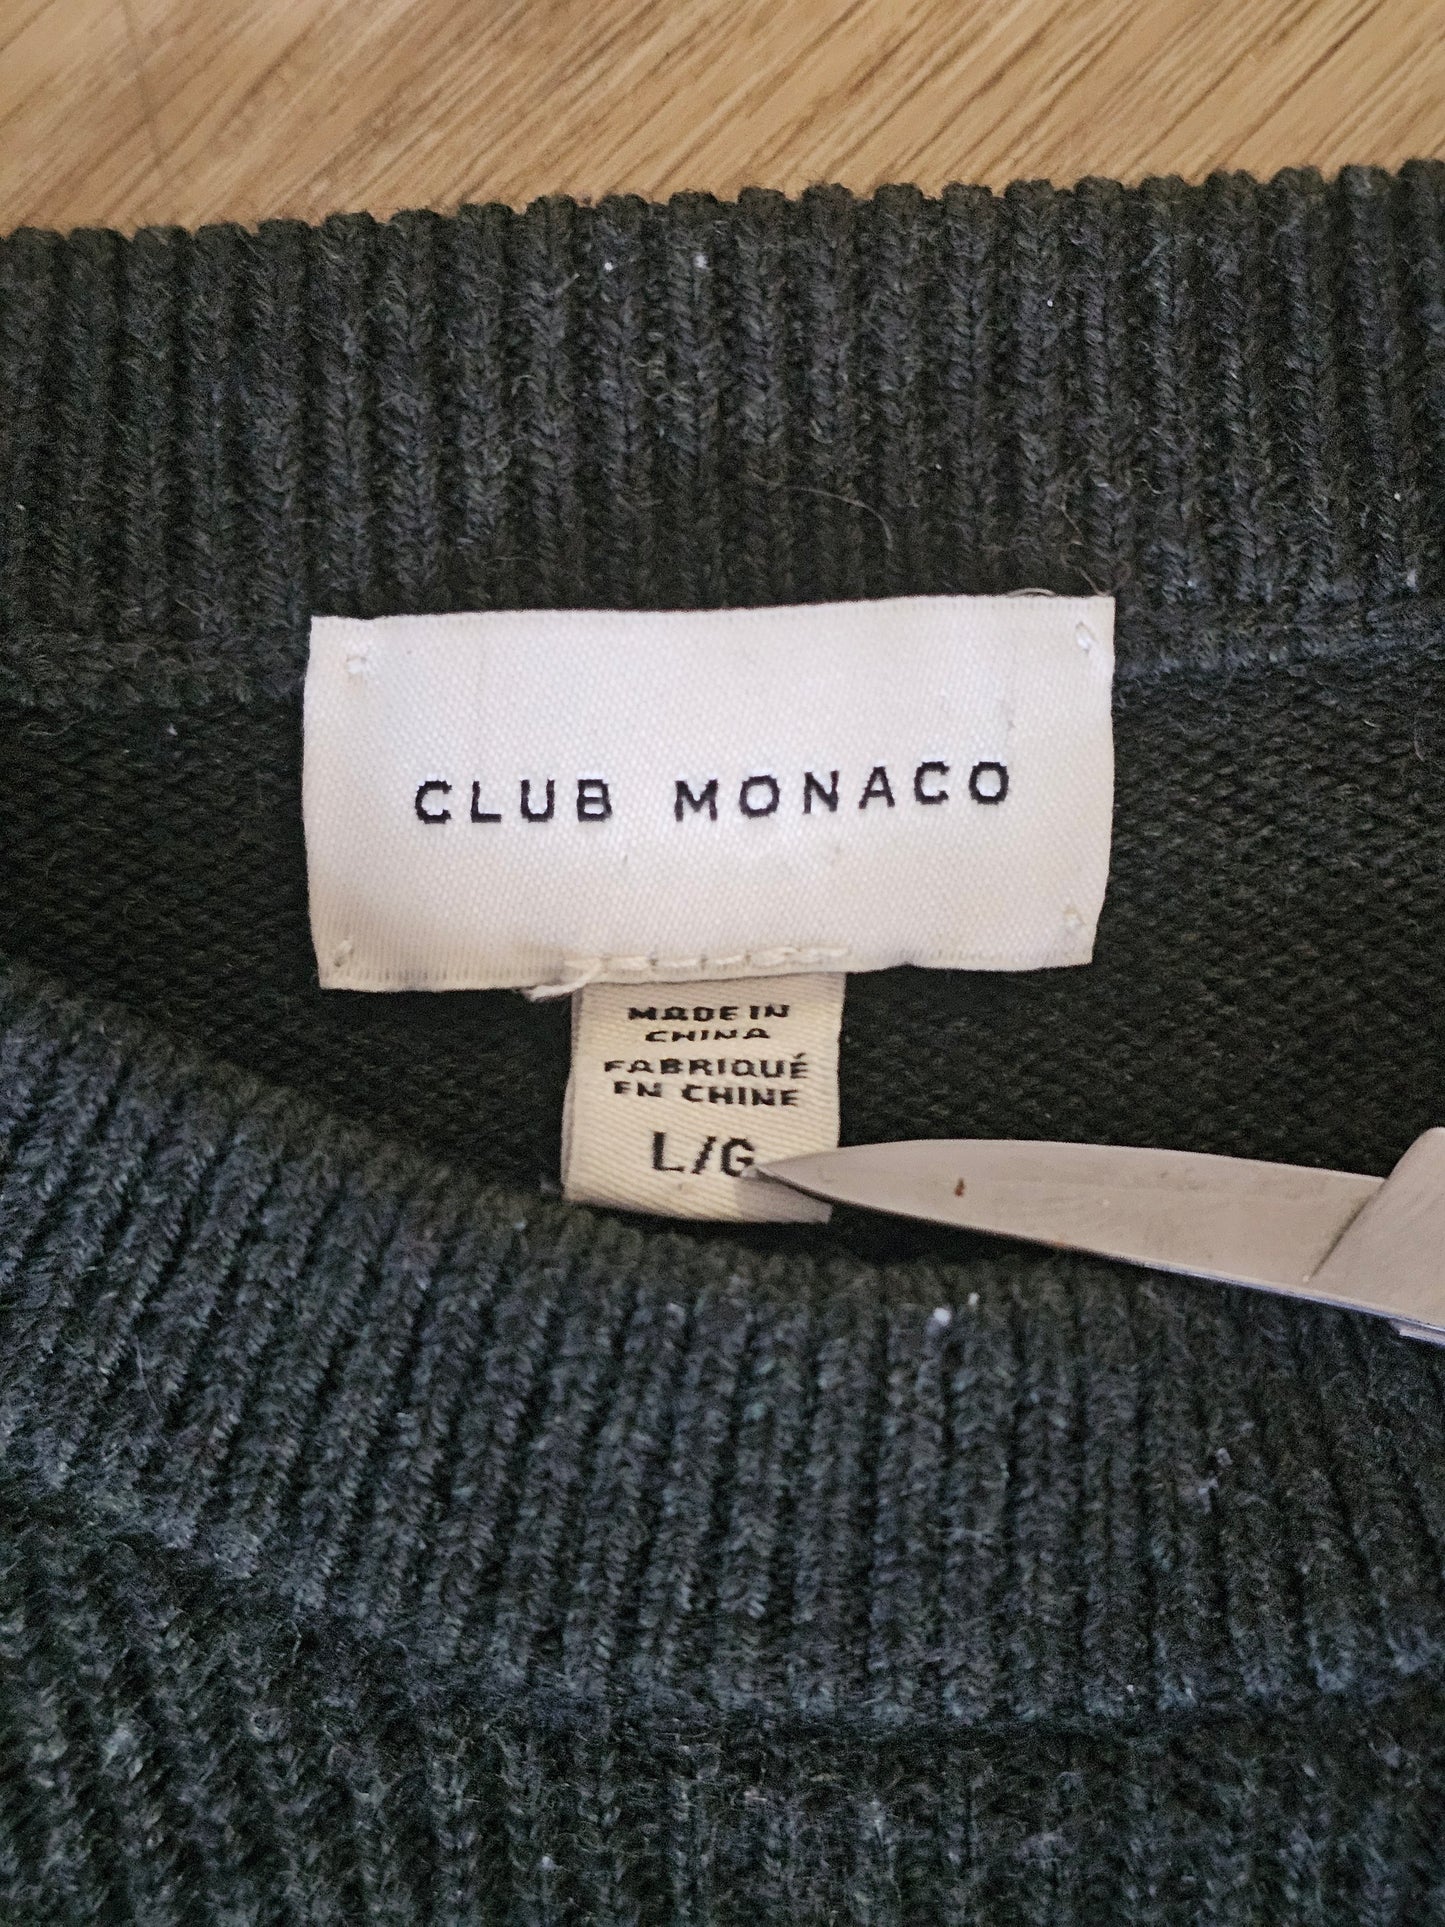 CLUB MONACO
MADE IN
CHINA
FABRIQUÉ
EN CHINE
L/G